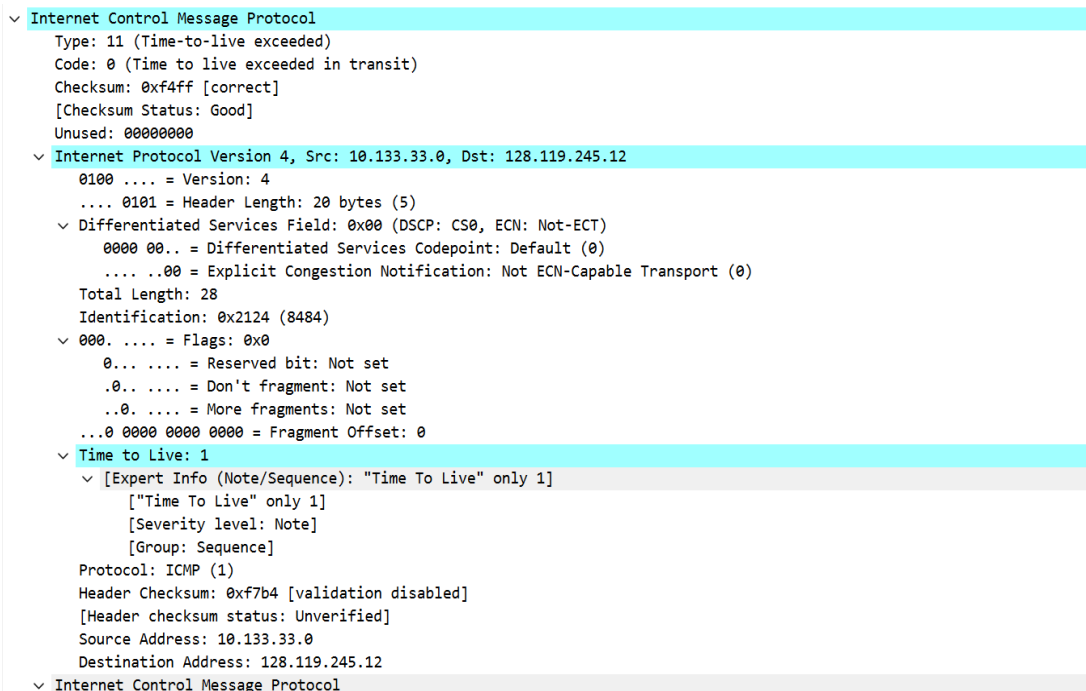 Internet Control Message Protocol
Type: 11 (Time-to-live exceeded)
Code: 0 (Time to live exceeded in transit)
Checksum: 0xf4ff [correct]
[Checksum Status: Good]
Unused: 00000000
Internet Protocol Version 4, Src: 10.133.33.0, Dst: 128.119.245.12
0100 .... = Version: 4
.... 0101 = Header Length: 20 bytes (5)
Differentiated Services Field: 0x00 (DSCP: CS0, ECN: Not-ECT)
0000 00.. = Differentiated Services Codepoint: Default (0)
.... ..00 = Explicit Congestion Notification: Not ECN-Capable Transport (0)
Total Length: 28
Identification: 0x2124 (8484)
000. .... = Flags: 0x0
0... .... = Reserved bit: Not set
.0.. .... = Don't fragment: Not set
..0. .... = More fragments: Not set
...0 0000 0000 0000 = Fragment Offset: 0
Time to Live: 1
[Expert Info (Note/Sequence): "Time To Live" only 1]
["Time To Live" only 1]
[Severity level: Note]
[Group: Sequence]
Protocol: ICMP (1)
Header Checksum: 0xf7b4 [validation disabled]
[Header checksum status: Unverified]
Source Address: 10.133.33.0
Destination Address: 128.119.245.12
Internet Control Message Protocol